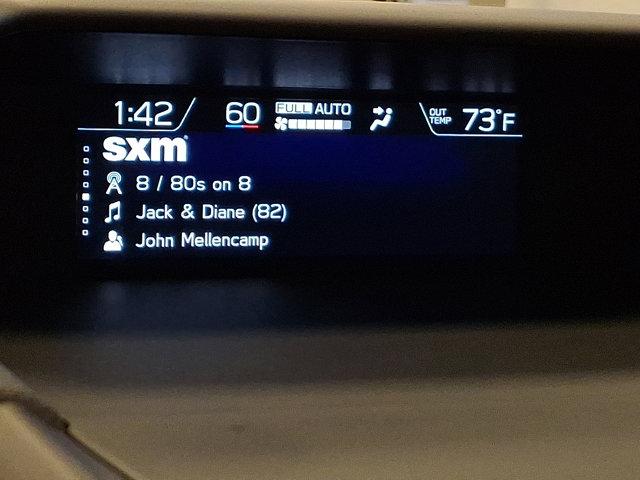 1:42 60 FULL AUTO OUT TEMP 73°F
sxm
8 / 80s on 8
Jack & Diane (82)
John Mellencamp